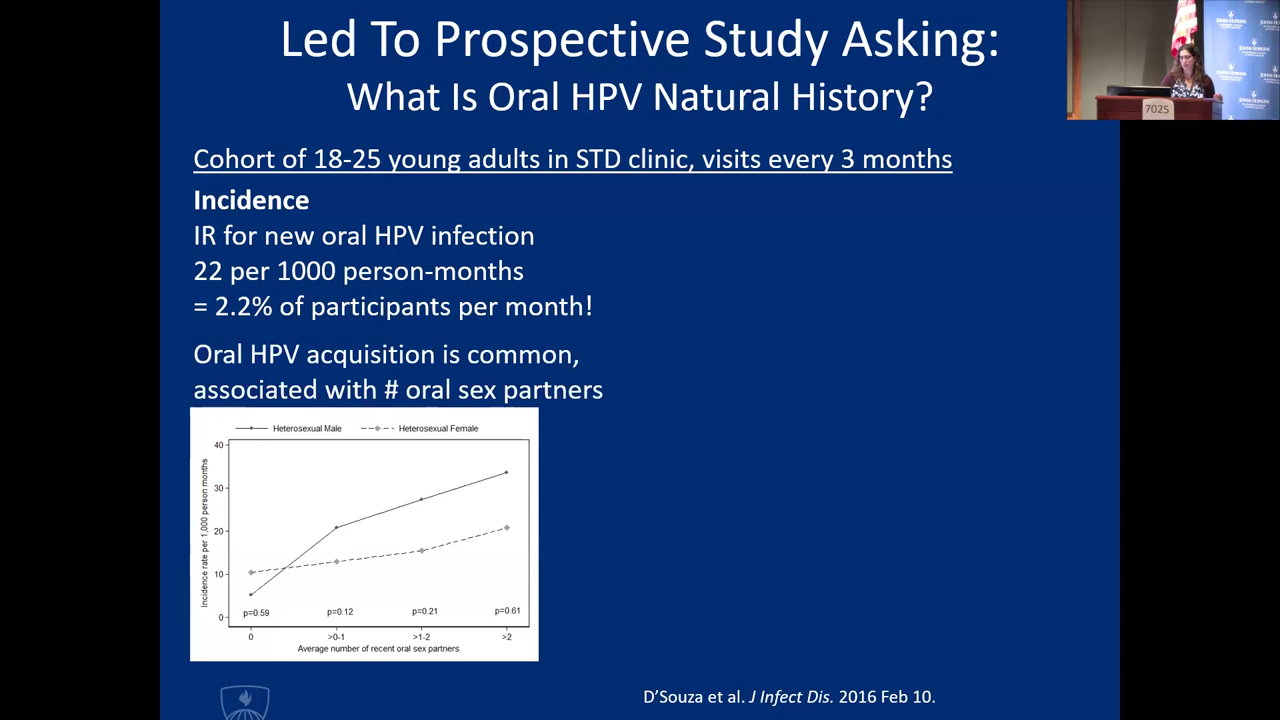 Led To Prospective Study Asking:
What Is Oral HPV Natural History?
7025
Cohort of 18-25 young adults in STD clinic, visits every 3 months
Incidence
IR for new oral HPV infection
22 per 1000 person-months
= 2.2% of participants per month!
Oral HPV acquisition is common,
associated with # oral sex partners
Heterosexual Male Heterosexual Female
Incidence rate per 1,000 person months
40
30
20
10
0
p=0.59 p=0.12 p=0.21 p=0.61
0 >0-1 >1-2 >2
Average number of recent oral sex partners
D'Souza et al. J Infect Dis. 2016 Feb 10.